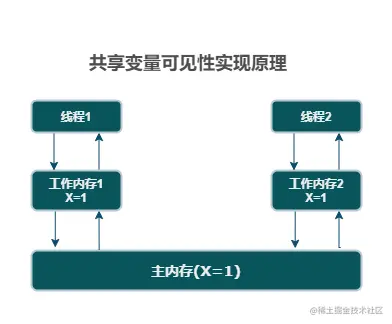 共享变量可见性实现原理
线程1
线程2
工作内存1
X=1
工作内存2
X=1
主内存(X=1)
@稀土掘金技术社区